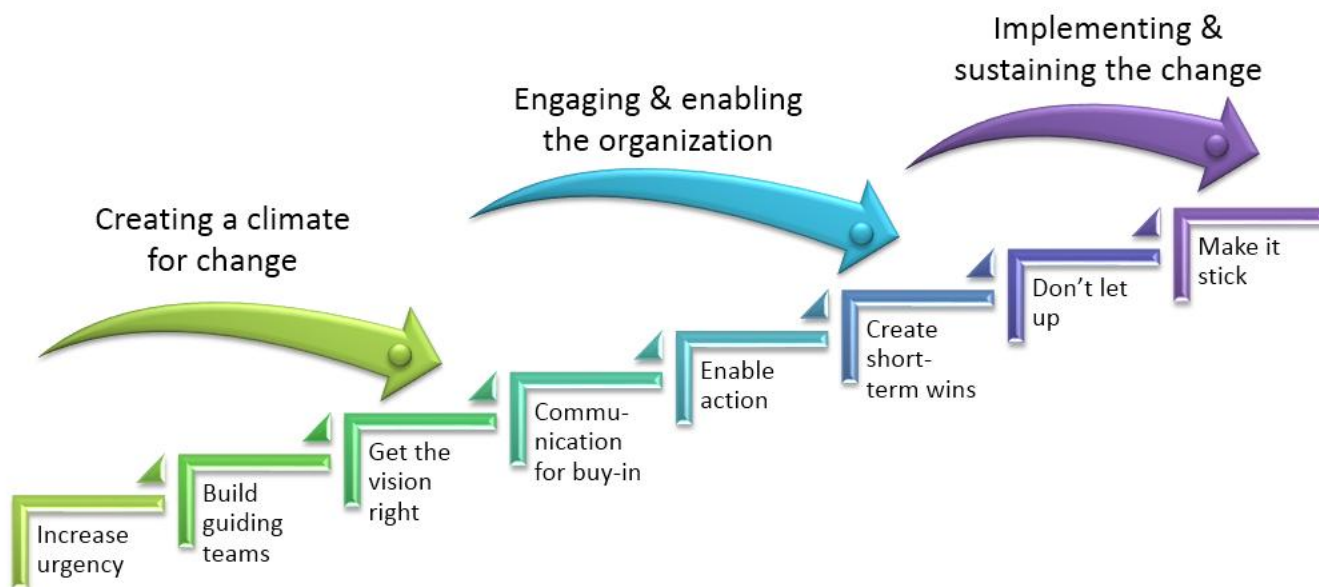 Creating a climate
for change
Engaging & enabling
the organization
Implementing &
sustaining the change
Increase
urgency
Build
guiding
teams
Get the
vision
right
Commu-
nication
for buy-in
Enable
action
Create
short-
term wins
Don’t let
up
Make it
stick